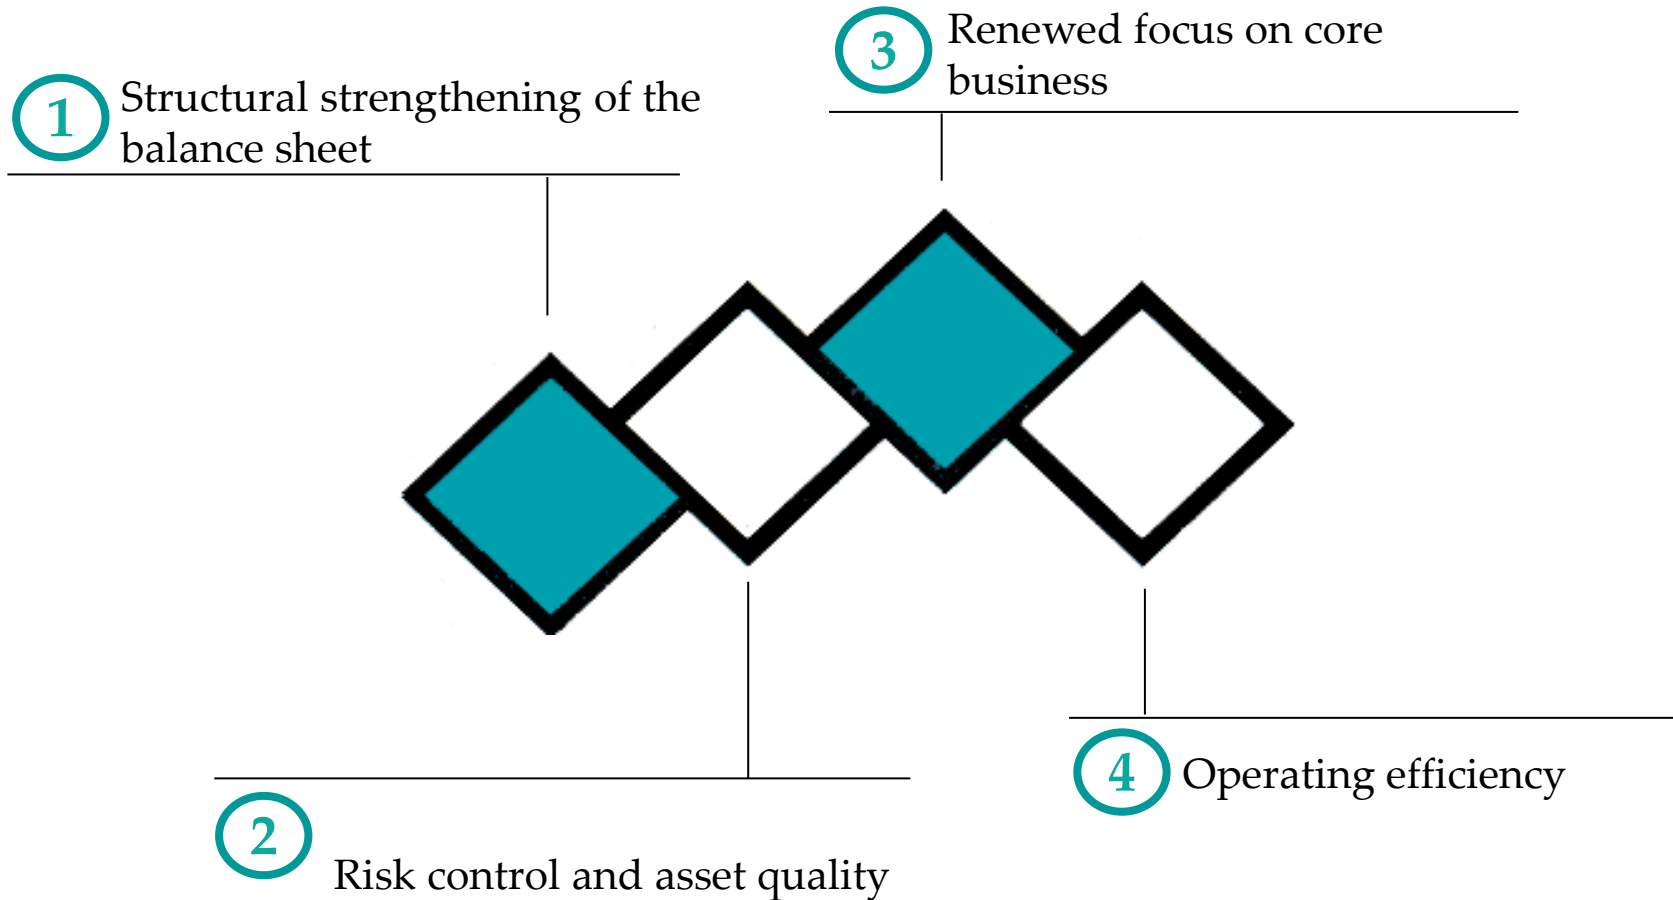 1
Structural strengthening of the
balance sheet
2
Risk control and asset quality
3
Renewed focus on core
business
4
Operating efficiency